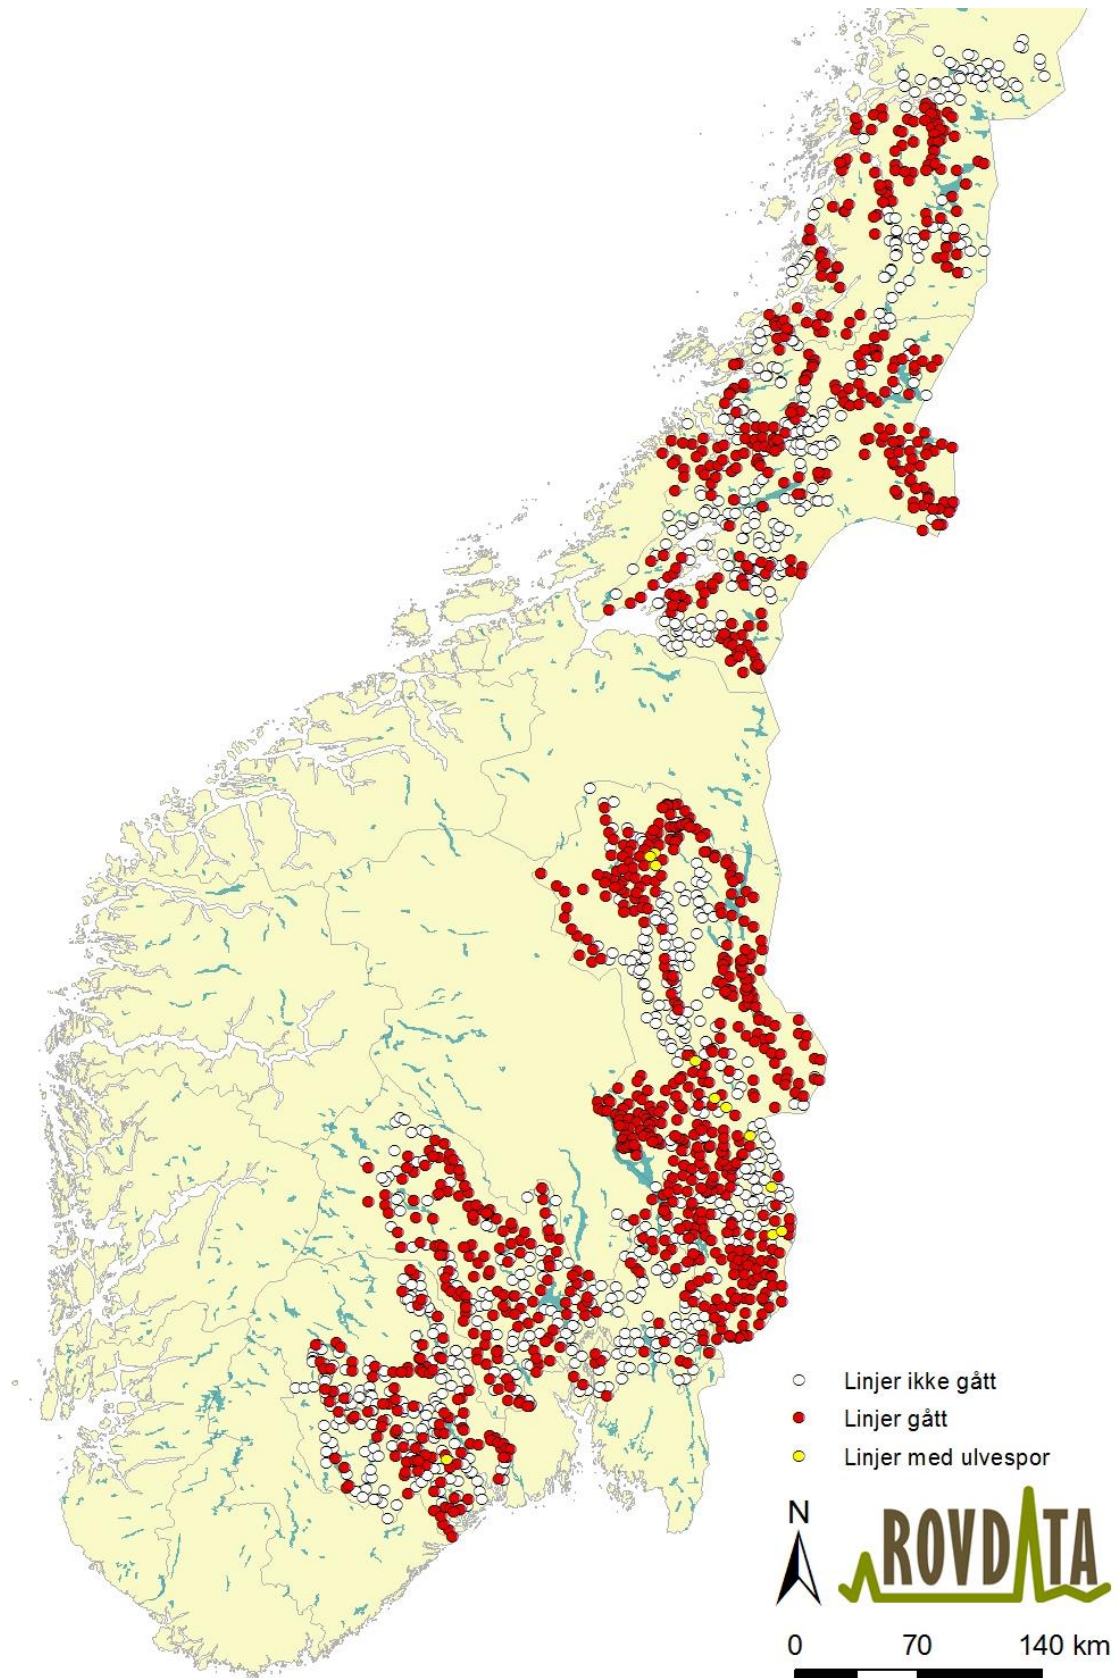 Linjer ikke gått
Linjer gått
Linjer med ulvespor
N
ROVDATA
0 70 140 km